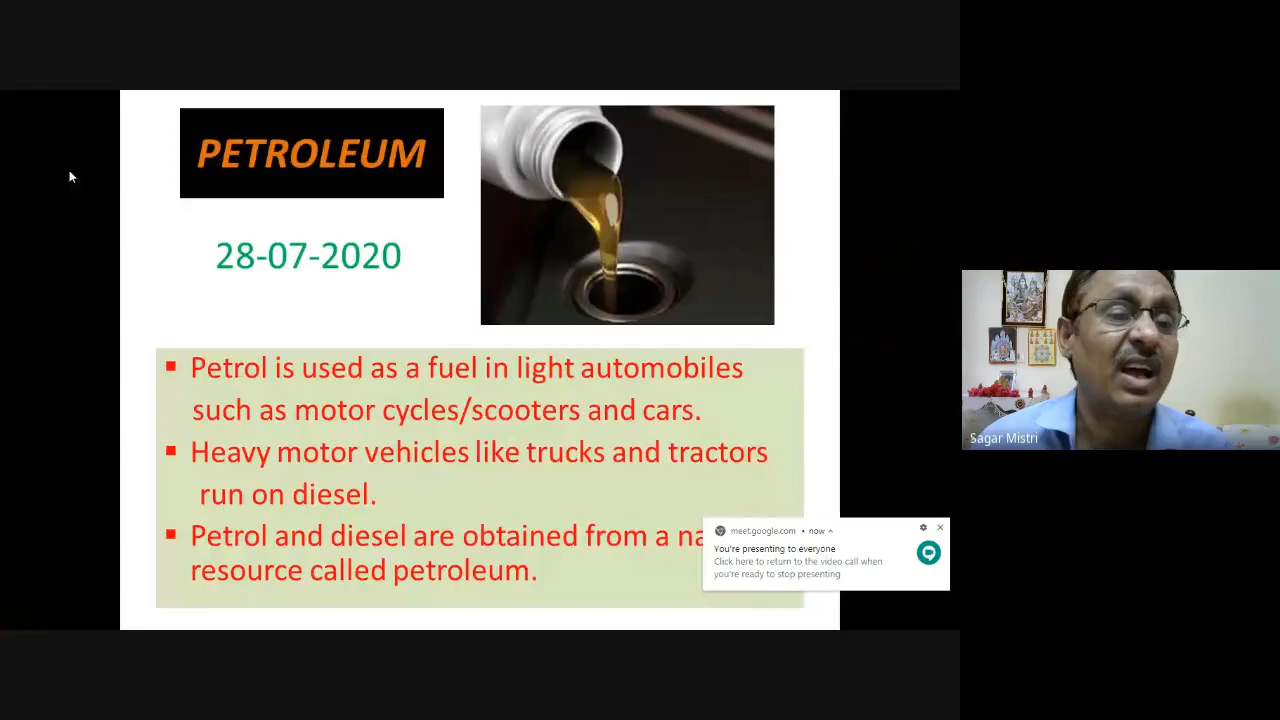 PETROLEUM
28-07-2020
▪ Petrol is used as a fuel in light automobiles
such as motor cycles/scooters and cars.
▪ Heavy motor vehicles like trucks and tractors
run on diesel.
▪ Petrol and diesel are obtained from a
resource called petroleum.
meet.google.com • now
You're presenting to everyone
Click here to return to the video call when
you're ready to stop presenting
Sagar Mistri